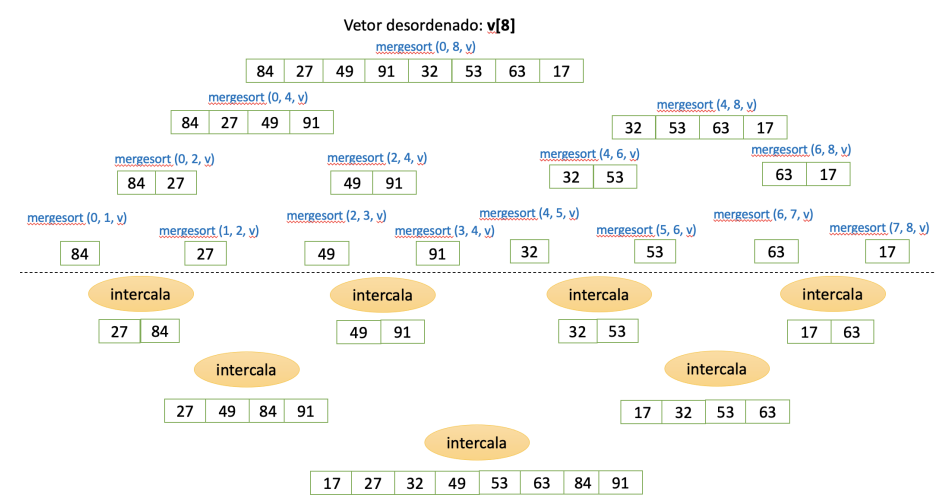 Vetor desordenado: v[8]
mergesort (0, 8, v)
84 27 49 91 32 53 63 17
mergesort (0, 4, v) mergesort (4, 8, v)
84 27 49 91 32 53 63 17
mergesort (0, 2, v) mergesort (2, 4, v) mergesort (4, 6, v) mergesort (6, 8, v)
84 27 49 91 32 53 63 17
mergesort (0, 1, v) mergesort (1, 2, v) mergesort (2, 3, v) mergesort (3, 4, v) mergesort (4, 5, v) mergesort (5, 6, v) mergesort (6, 7, v) mergesort (7, 8, v)
84 27 49 91 32 53 63 17
intercala intercala intercala intercala
27 84 49 91 32 53 17 63
intercala intercala
27 49 84 91 17 32 53 63
intercala
17 27 32 49 53 63 84 91